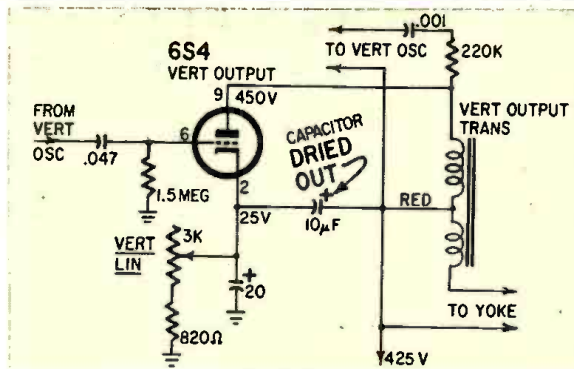 .001
6S4
TO VERT OSC
220K
VERT OUTPUT
9
450V
VERT OUTPUT
TRANS
FROM
VERT
OSC
.047
6
CAPACITOR
DRIED
OUT
1.5 MEG
2
25V
+
10µF
RED
VERT
LIN
3K
+
20
820Ω
TO YOKE
425V